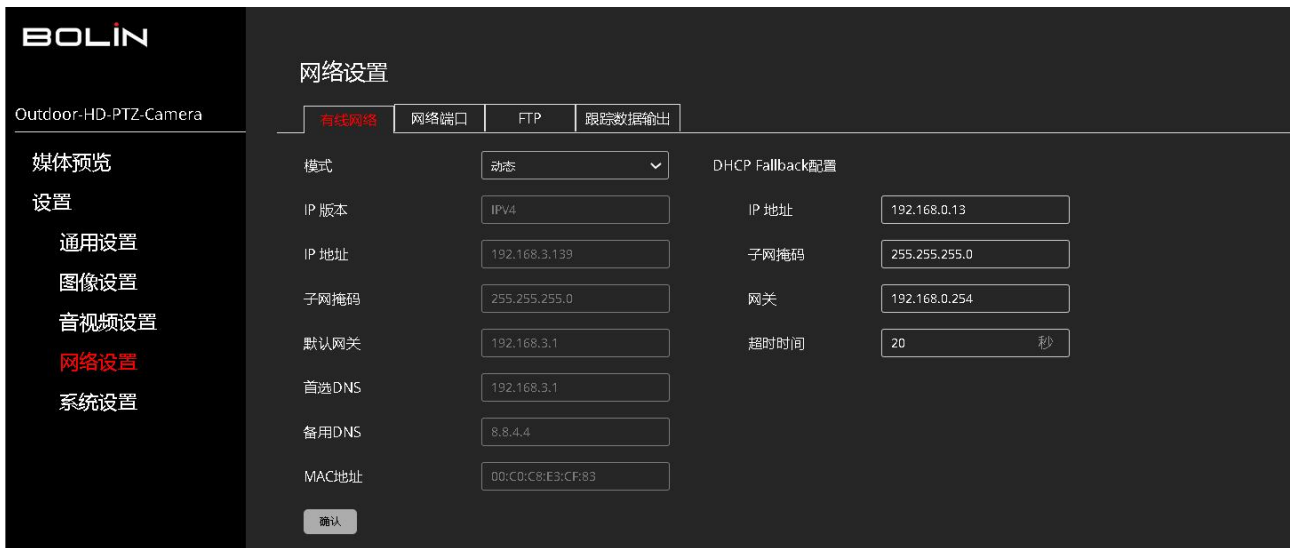 BOLIN
Outdoor-HD-PTZ-Camera
媒体预览
设置
通用设置
图像设置
音视频设置
网络设置
系统设置
网络设置
有线网络 网络端口 FTP 跟踪数据输出
模式 动态 DHCP Fallback配置
IP 版本 IPV4 IP 地址 192.168.0.13
IP 地址 192.168.3.139 子网掩码 255.255.255.0
子网掩码 255.255.255.0 网关 192.168.0.254
默认网关 192.168.3.1 超时时间 20 秒
首选DNS 192.168.3.1
备用DNS 8.8.4.4
MAC地址 00:C0:C8:E3:CF:83
确认